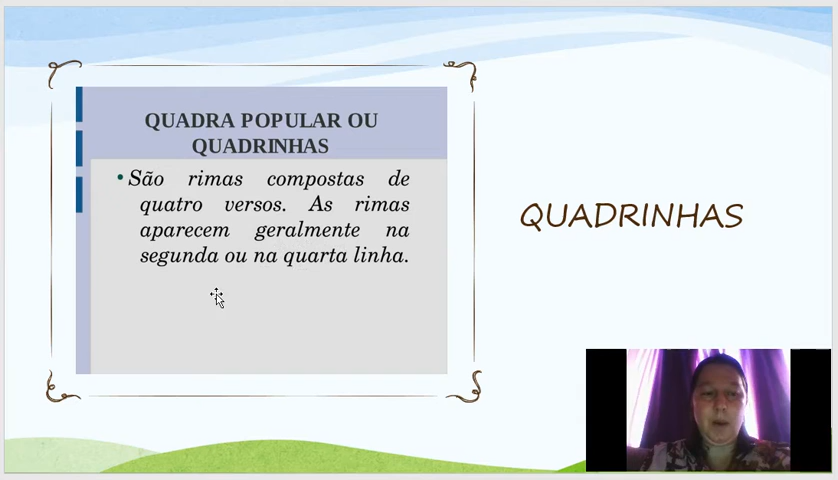 QUADRA POPULAR OU
QUADRINHAS
•São rimas compostas de
quatro versos. As rimas
aparecem geralmente na
segunda ou na quarta linha.
QUADRINHAS